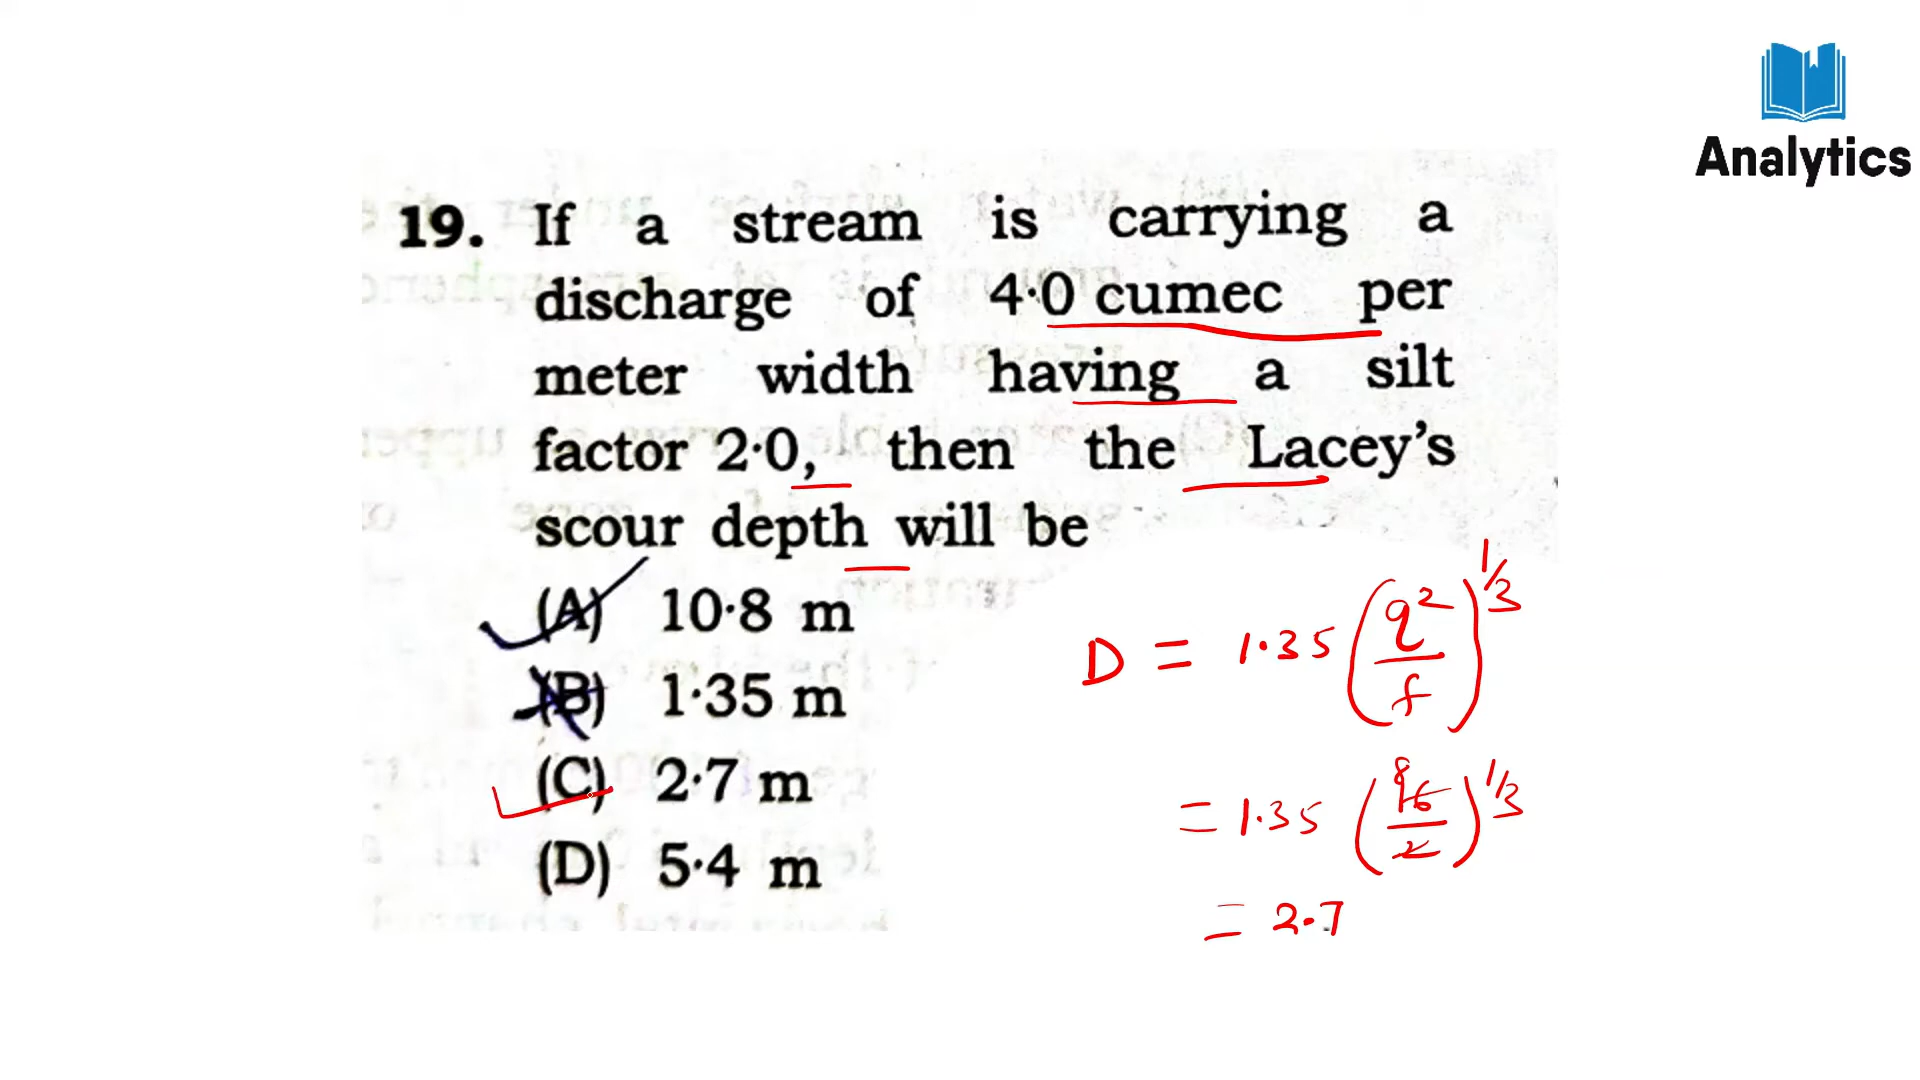 Analytics
19. If a stream is carrying a
discharge of 4·0 cumec per
meter width having a silt
factor 2·0, then the Lacey's
scour depth will be
(A) 10·8 m
(B) 1·35 m
(C) 2·7 m
(D) 5·4 m
D = 1.35 (q²/f)^1/3
= 1.35 (16/2)^1/3 8
= 2.7